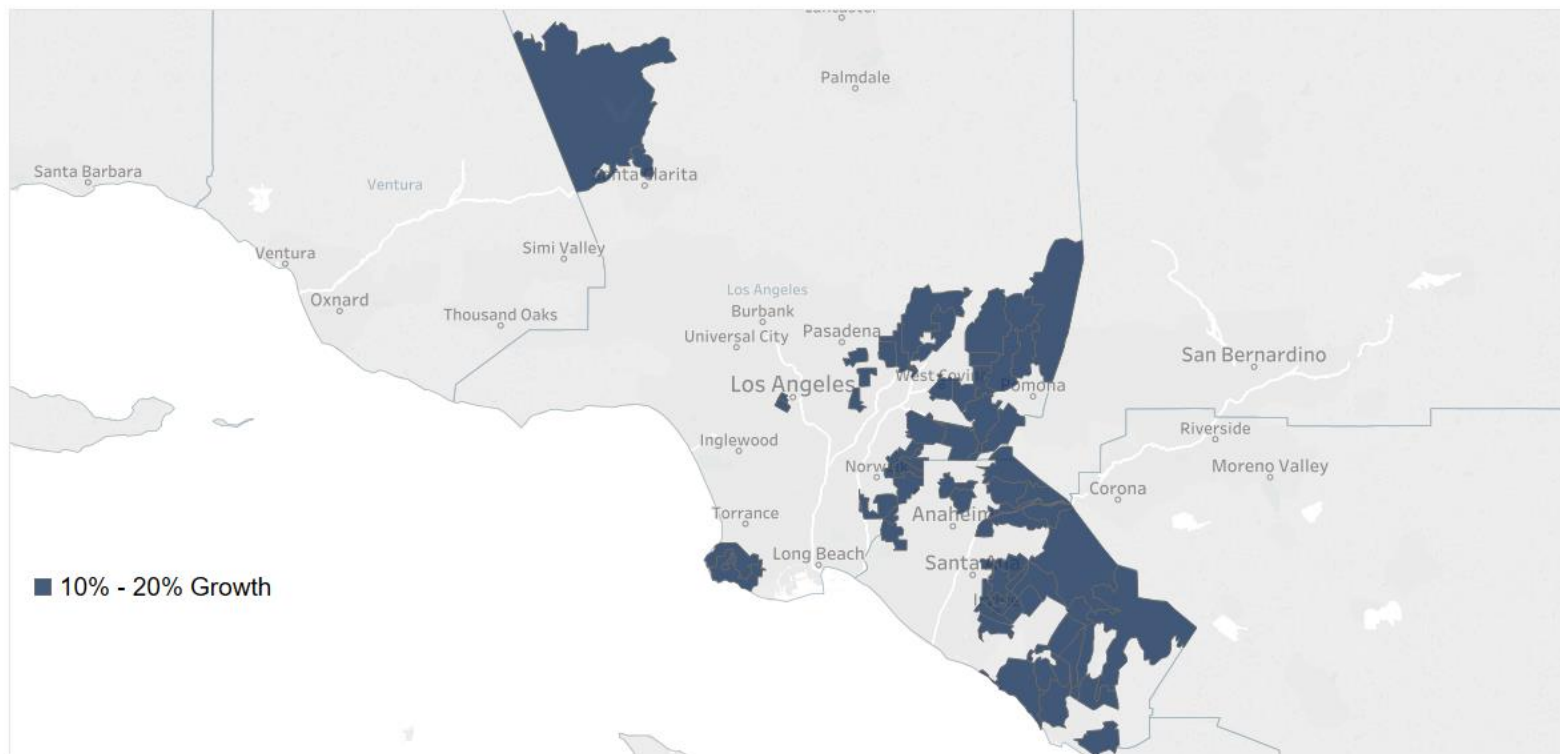 Palmdale
Santa Barbara
Ventura
Santa Clarita
Ventura
Simi Valley
Oxnard
Thousand Oaks
Los Angeles
Burbank
Universal City
Pasadena
San Bernardino
Los Angeles
West Covina
Pomona
Inglewood
Riverside
Norwalk
Moreno Valley
Corona
Torrance
Anaheim
Long Beach
Santa Ana
Irvine
10% - 20% Growth